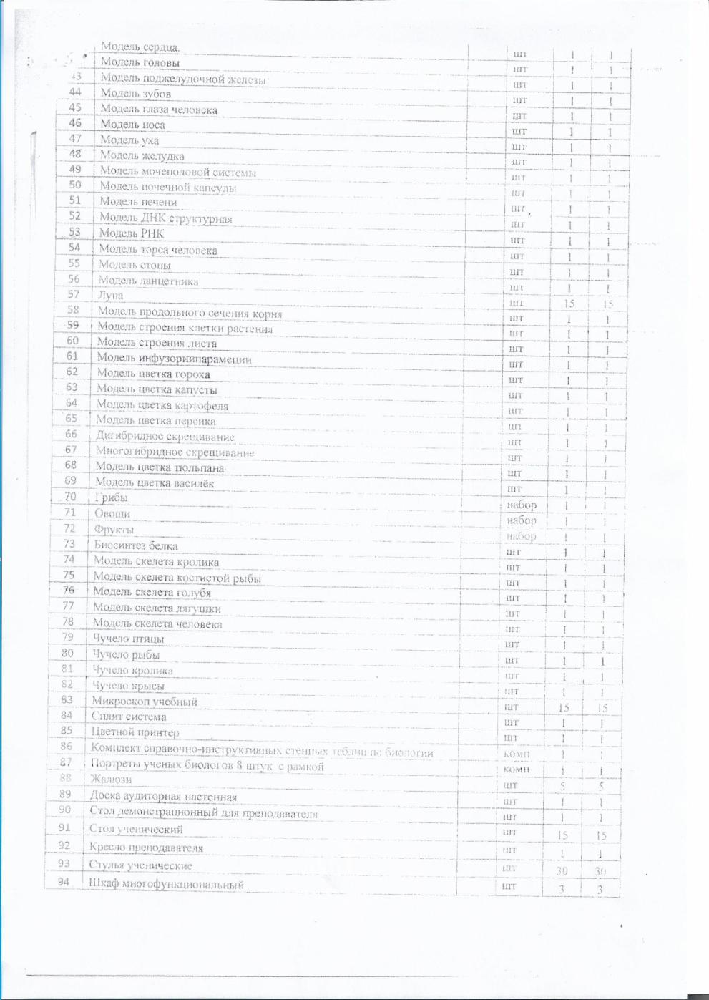 Модель сердца. шт 1 1
Модель головы шт 1 1
43 Модель поджелудочной железы шт 1 1
44 Модель зубов шт 1 1
45 Модель глаза человека шт 1 1
46 Модель носа шт 1 1
47 Модель уха шт 1 1
48 Модель желудка шт 1 1
49 Модель мочеполовой системы шт 1 1
50 Модель почечной капсулы шт 1 1
51 Модель печени шт 1 1
52 Модель ДНК структурная шт 1 1
53 Модель РНК шт 1 1
54 Модель торса человека шт 1 1
55 Модель стопы шт 1 1
56 Модель ланцетника шт 1 1
57 Лупа шт 15 15
58 Модель продольного сечения корня шт 1 1
59 Модель строения клетки растения шт 1 1
60 Модель строения листа шт 1 1
61 Модель инфузориипарамеции шт 1 1
62 Модель цветка гороха шт 1 1
63 Модель цветка капусты шт 1 1
64 Модель цветка картофеля шт 1 1
65 Модель цветка персика шт 1 1
66 Дигибридное скрещивание шт 1 1
67 Многогибридное скрещивание шт 1 1
68 Модель цветка тюльпана шт 1 1
69 Модель цветка василёк шт 1 1
70 Грибы набор 1 1
71 Овощи набор 1 1
72 Фрукты набор 1 1
73 Биосинтез белка шт 1 1
74 Модель скелета кролика шт 1 1
75 Модель скелета костистой рыбы шт 1 1
76 Модель скелета голубя шт 1 1
77 Модель скелета лягушки шт 1 1
78 Модель скелета человека шт 1 1
79 Чучело птицы шт 1 1
80 Чучело рыбы шт 1 1
81 Чучело кролика шт 1 1
82 Чучело крысы шт 1 1
83 Микроскоп учебный шт 15 15
84 Сплит система шт 1 1
85 Цветной принтер шт 1 1
86 Комплект справочно-инструктивных стенных таблиц по биологии комп 1 1
87 Портреты ученых биологов 8 штук с рамкой комп 1 1
88 Жалюзи шт 5 5
89 Доска аудиторная настенная шт 1 1
90 Стол демонстрационный для преподавателя шт 1 1
91 Стол ученический шт 15 15
92 Кресло преподавателя шт 1 1
93 Стулья ученические шт 30 30
94 Шкаф многофункциональный шт 3 3